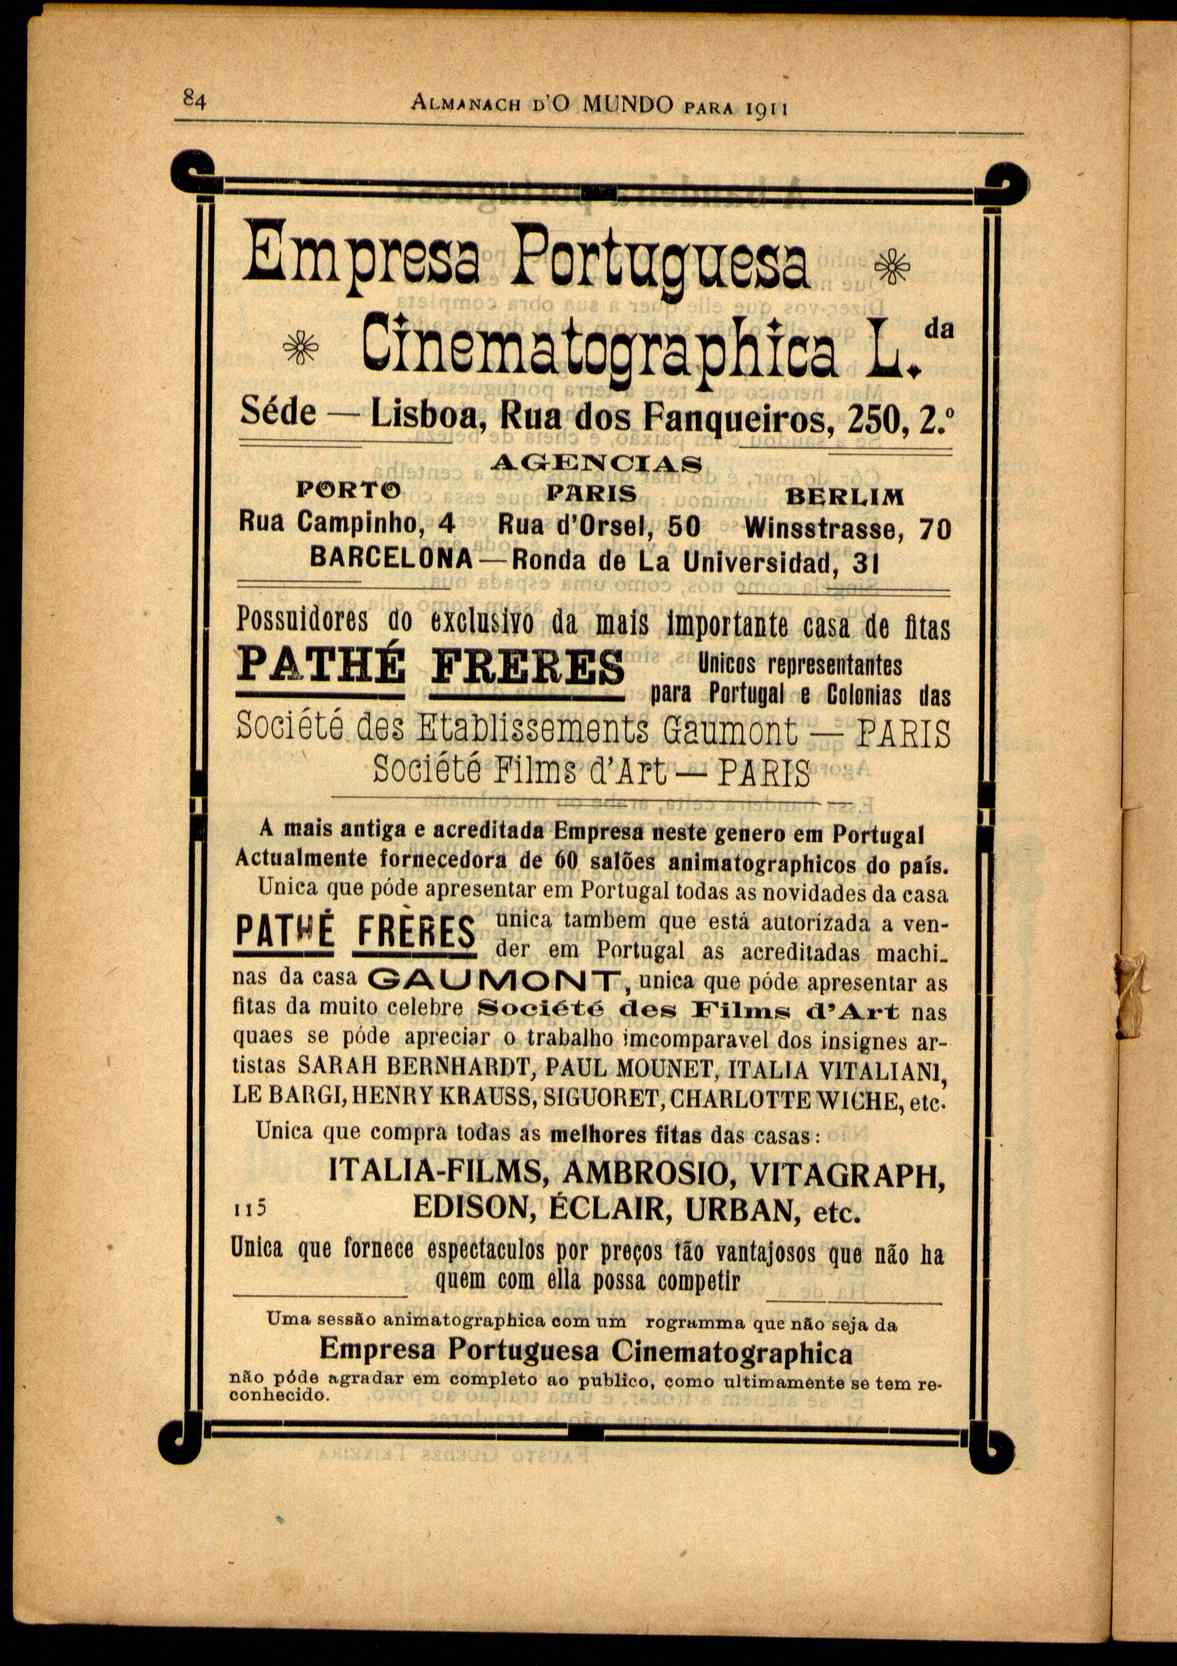 84
ALMANACH D'O MUNDO PARA 1911
Empresa Portuguesa
Cinematographica L.da
Séde — Lisboa, Rua dos Fanqueiros, 250, 2.º
AGENCIAS
PORTO PARIS BERLIM
Rua Campinho, 4 Rua d'Orsel, 50 Winsstrasse, 70
BARCELONA — Ronda de La Universidad, 31
Possuidores do exclusivo da mais importante casa de fitas
PATHÉ FRERES Unicos representantes
para Portugal e Colonias das
Société des Etablissements Gaumont — PARIS
Société Films d'Art — PARIS
A mais antiga e acreditada Empresa neste genero em Portugal
Actualmente fornecedora de 60 salões animatographicos do país.
Unica que póde apresentar em Portugal todas as novidades da casa
PATHÉ FRÈRES unica tambem que está autorizada a ven-
der em Portugal as acreditadas machi-
nas da casa GAUMONT, unica que póde apresentar as
fitas da muito celebre Société des Films d'Art nas
quaes se póde apreciar o trabalho imcomparavel dos insignes ar-
tistas SARAH BERNHARDT, PAUL MOUNET, ITALIA VITALIANI,
LE BARGI, HENRY KRAUSS, SIGUORET, CHARLOTTE WICHE, etc.
Unica que compra todas as melhores fitas das casas:
ITALIA-FILMS, AMBROSIO, VITAGRAPH,
115 EDISON, ÉCLAIR, URBAN, etc.
Unica que fornece espectaculos por preços tão vantajosos que não ha
quem com ella possa competir
Uma sessão animatographica com um rogramma que não seja da
Empresa Portuguesa Cinematographica
não póde agradar em completo ao publico, como ultimamente se tem re-
conhecido.